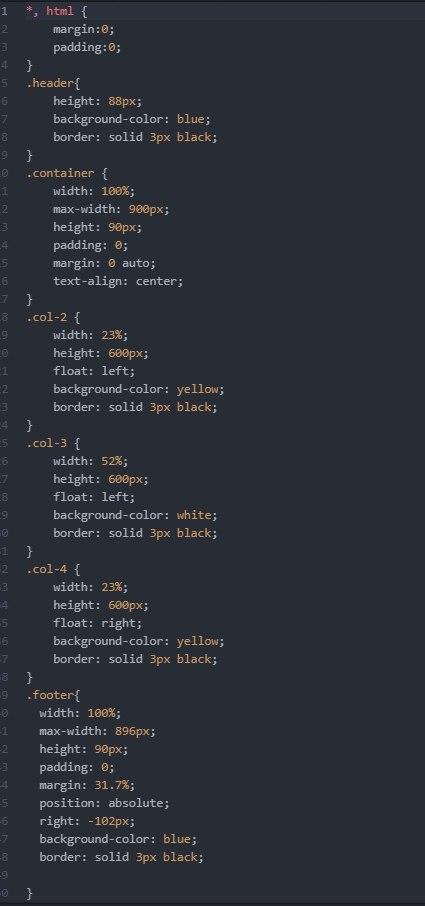 1 *, html {
2 margin:0;
3 padding:0;
4 }
5 .header{
6 height: 88px;
7 background-color: blue;
8 border: solid 3px black;
9 }
0 .container {
1 width: 100%;
2 max-width: 900px;
3 height: 90px;
4 padding: 0;
5 margin: 0 auto;
6 text-align: center;
7 }
8 .col-2 {
9 width: 23%;
0 height: 600px;
1 float: left;
2 background-color: yellow;
3 border: solid 3px black;
4 }
5 .col-3 {
6 width: 52%;
7 height: 600px;
8 float: left;
9 background-color: white;
0 border: solid 3px black;
1 }
2 .col-4 {
3 width: 23%;
4 height: 600px;
5 float: right;
6 background-color: yellow;
7 border: solid 3px black;
8 }
9 .footer{
0 width: 100%;
1 max-width: 896px;
2 height: 90px;
3 padding: 0;
4 margin: 31.7%;
5 position: absolute;
6 right: -102px;
7 background-color: blue;
8 border: solid 3px black;
9
0 }